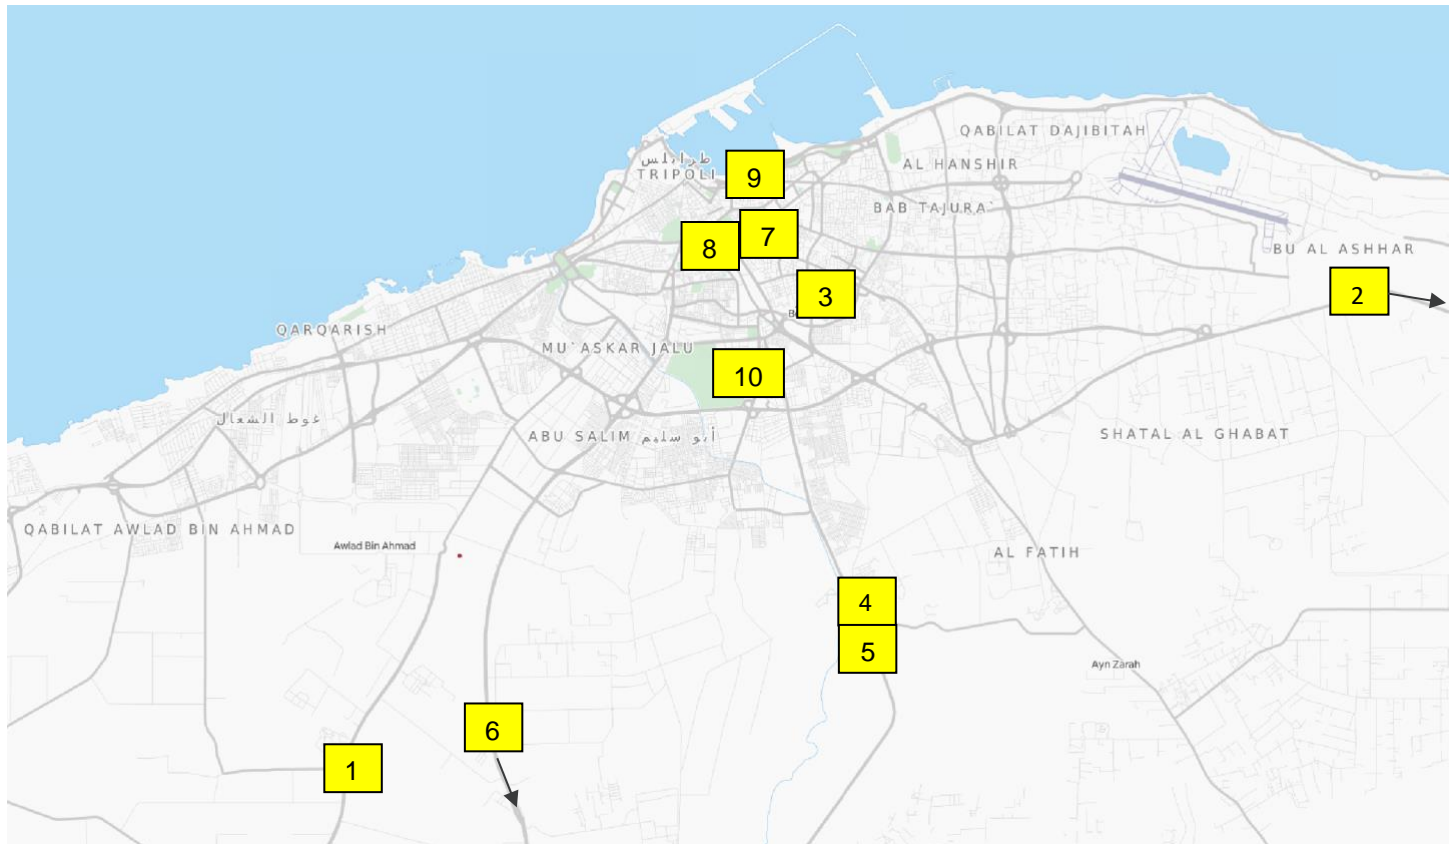 QABILAT DAJIBITAH
طرابلس
TRIPOLI
AL HANSHIR
9
BAB TAJURA`
7
8
BU AL ASHHAR
3
2
QARQARISH
MU`ASKAR JALU
10
غوط الشعال
ABU SALIM أبو سليم
SHATAL AL GHABAT
QABILAT AWLAD BIN AHMAD
Awlad Bin Ahmad
AL FATIH
4
5
Ayn Zarah
6
1